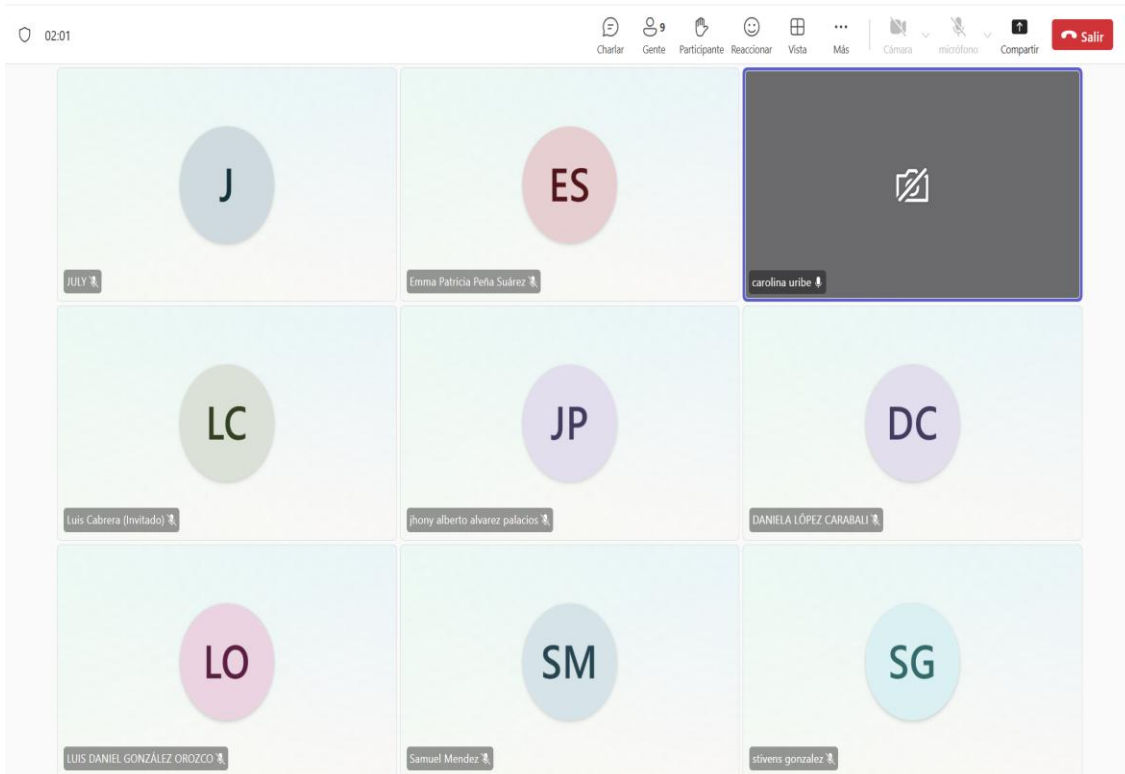 02:01
9
Charlar Gente Participante Reaccionar Vista Más Cámara micrófono Compartir Salir
J ES
JULY Emma Patricia Peña Suárez carolina uribe
LC JP DC
Luis Cabrera (Invitado) jhony alberto alvarez palacios DANIELA LÓPEZ CARABALI
LO SM SG
LUIS DANIEL GONZÁLEZ OROZCO Samuel Mendez stivens gonzalez